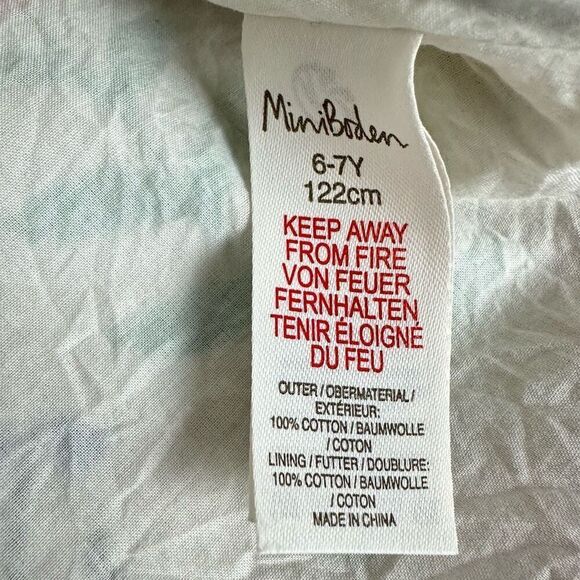 MiniBoden
6-7Y
122cm
KEEP AWAY
FROM FIRE
VON FEUER
FERNHALTEN
TENIR ÉLOIGNÉ
DU FEU
OUTER / OBERMATERIAL /
EXTÉRIEUR:
100% COTTON / BAUMWOLLE
/ COTON
LINING / FUTTER / DOUBLURE:
100% COTTON / BAUMWOLLE
/ COTON
MADE IN CHINA